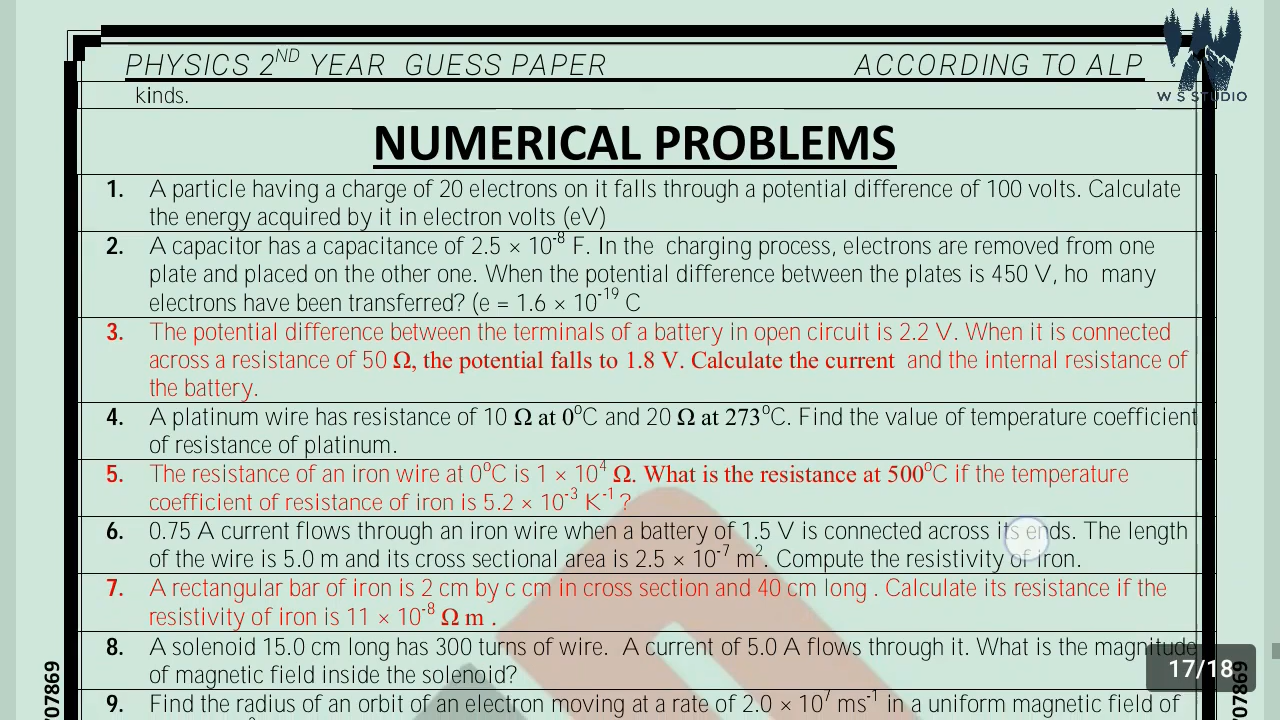 PHYSICS 2ND YEAR GUESS PAPER ACCORDING TO ALP
W S STUDIO
kinds.
NUMERICAL PROBLEMS
1. A particle having a charge of 20 electrons on it falls through a potential difference of 100 volts. Calculate
the energy acquired by it in electron volts (eV)
2. A capacitor has a capacitance of 2.5 × 10⁻⁸ F. In the charging process, electrons are removed from one
plate and placed on the other one. When the potential difference between the plates is 450 V, ho many
electrons have been transferred? (e = 1.6 × 10⁻¹⁹ C
3. The potential difference between the terminals of a battery in open circuit is 2.2 V. When it is connected
across a resistance of 50 Ω, the potential falls to 1.8 V. Calculate the current and the internal resistance of
the battery.
4. A platinum wire has resistance of 10 Ω at 0⁰C and 20 Ω at 273⁰C. Find the value of temperature coefficient
of resistance of platinum.
5. The resistance of an iron wire at 0⁰C is 1 × 10⁴ Ω. What is the resistance at 500⁰C if the temperature
coefficient of resistance of iron is 5.2 × 10⁻³ K⁻¹ ?
6. 0.75 A current flows through an iron wire when a battery of 1.5 V is connected across its ends. The length
of the wire is 5.0 m and its cross sectional area is 2.5 × 10⁻⁷ m². Compute the resistivity of iron.
7. A rectangular bar of iron is 2 cm by c cm in cross section and 40 cm long . Calculate its resistance if the
resistivity of iron is 11 × 10⁻⁸ Ω m .
8. A solenoid 15.0 cm long has 300 turns of wire. A current of 5.0 A flows through it. What is the magnitude
of magnetic field inside the solenoid?
17/18
9. Find the radius of an orbit of an electron moving at a rate of 2.0 × 10⁷ ms⁻¹ in a uniform magnetic field of
07869
07869